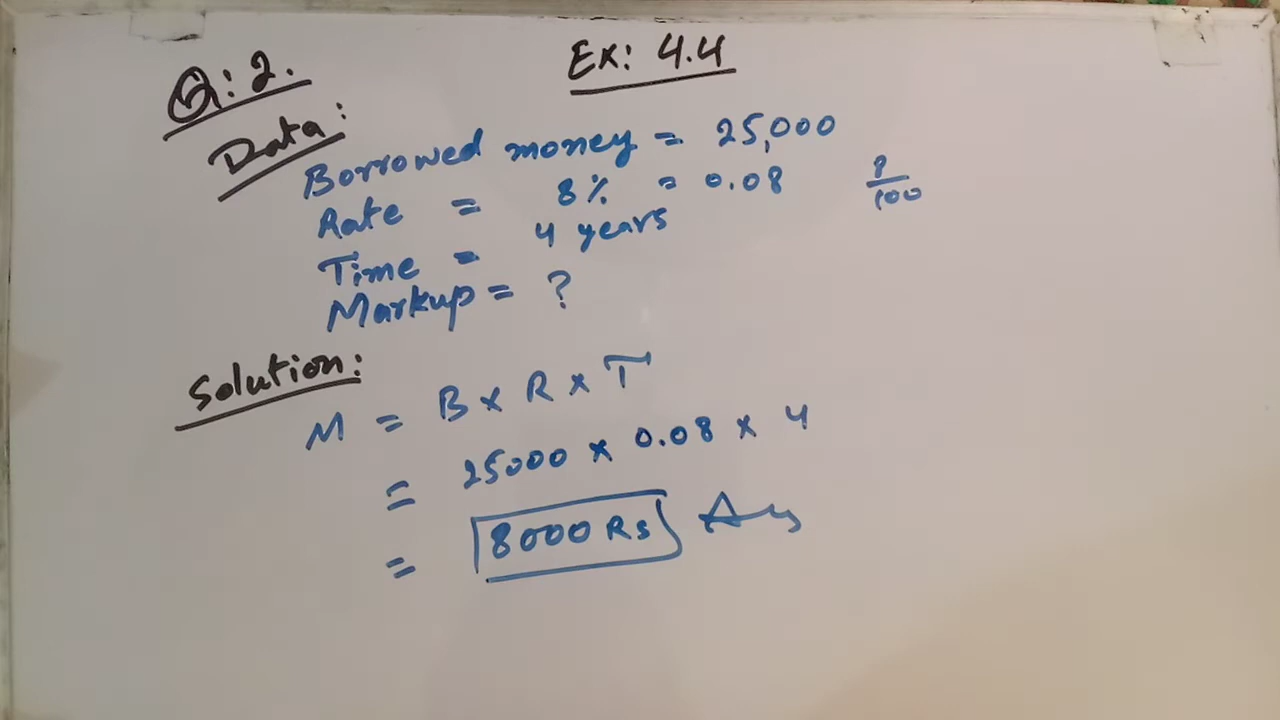 Ex: 4.4
Q: 2.
Data:
Borrowed money = 25,000
Rate = 8% = 0.08
8/100
Time = 4 years
Markup = ?
Solution:
M = B x R x T
= 25000 x 0.08 x 4
= 8000 Rs Ans